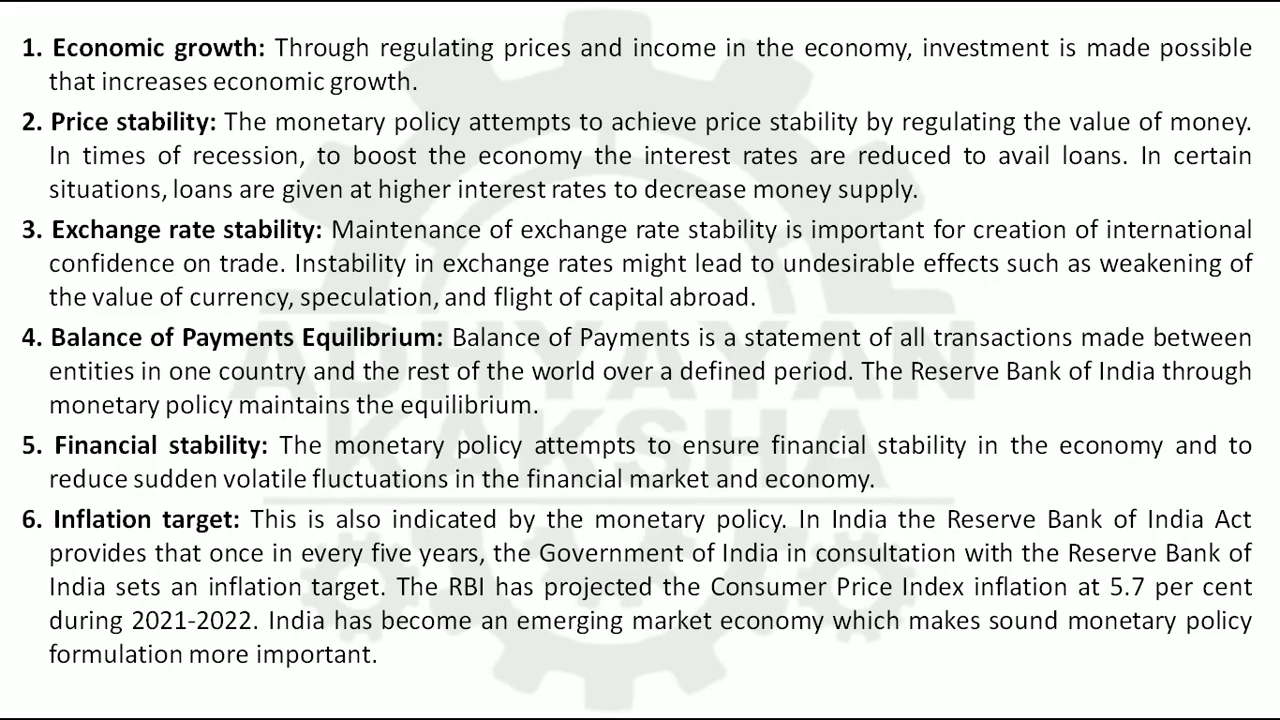 1. Economic growth: Through regulating prices and income in the economy, investment is made possible
that increases economic growth.
2. Price stability: The monetary policy attempts to achieve price stability by regulating the value of money.
In times of recession, to boost the economy the interest rates are reduced to avail loans. In certain
situations, loans are given at higher interest rates to decrease money supply.
3. Exchange rate stability: Maintenance of exchange rate stability is important for creation of international
confidence on trade. Instability in exchange rates might lead to undesirable effects such as weakening of
the value of currency, speculation, and flight of capital abroad.
4. Balance of Payments Equilibrium: Balance of Payments is a statement of all transactions made between
entities in one country and the rest of the world over a defined period. The Reserve Bank of India through
monetary policy maintains the equilibrium.
5. Financial stability: The monetary policy attempts to ensure financial stability in the economy and to
reduce sudden volatile fluctuations in the financial market and economy.
6. Inflation target: This is also indicated by the monetary policy. In India the Reserve Bank of India Act
provides that once in every five years, the Government of India in consultation with the Reserve Bank of
India sets an inflation target. The RBI has projected the Consumer Price Index inflation at 5.7 per cent
during 2021-2022. India has become an emerging market economy which makes sound monetary policy
formulation more important.
ADHYAYAN
KAKSHA